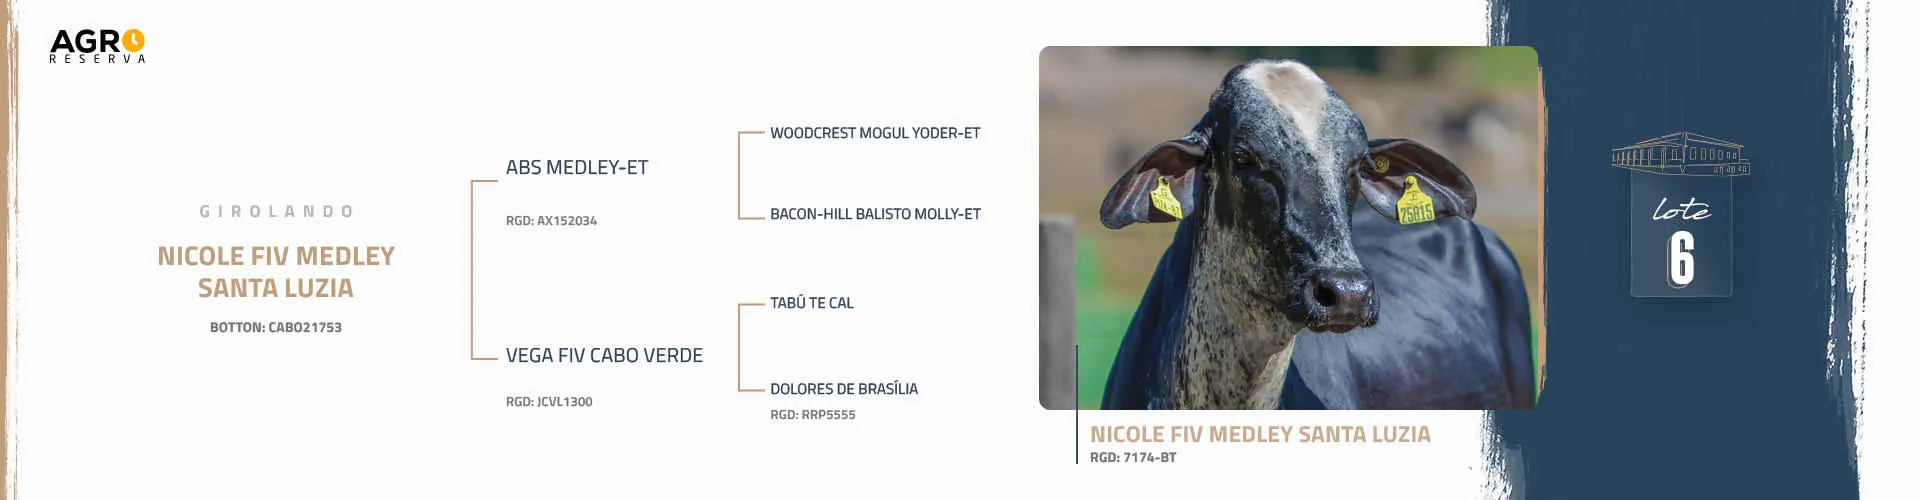 AGRO
RESERVA
GIROLANDO
NICOLE FIV MEDLEY
SANTA LUZIA
BOTTON: CABO21753
ABS MEDLEY-ET
RGD: AX152034
VEGA FIV CABO VERDE
RGD: JCVL1300
WOODCREST MOGUL YODER-ET
BACON-HILL BALISTO MOLLY-ET
TABÚ TE CAL
DOLORES DE BRASÍLIA
RGD: RRP5555
25815
NICOLE FIV MEDLEY SANTA LUZIA
RGD: 7174-BT
lote
6